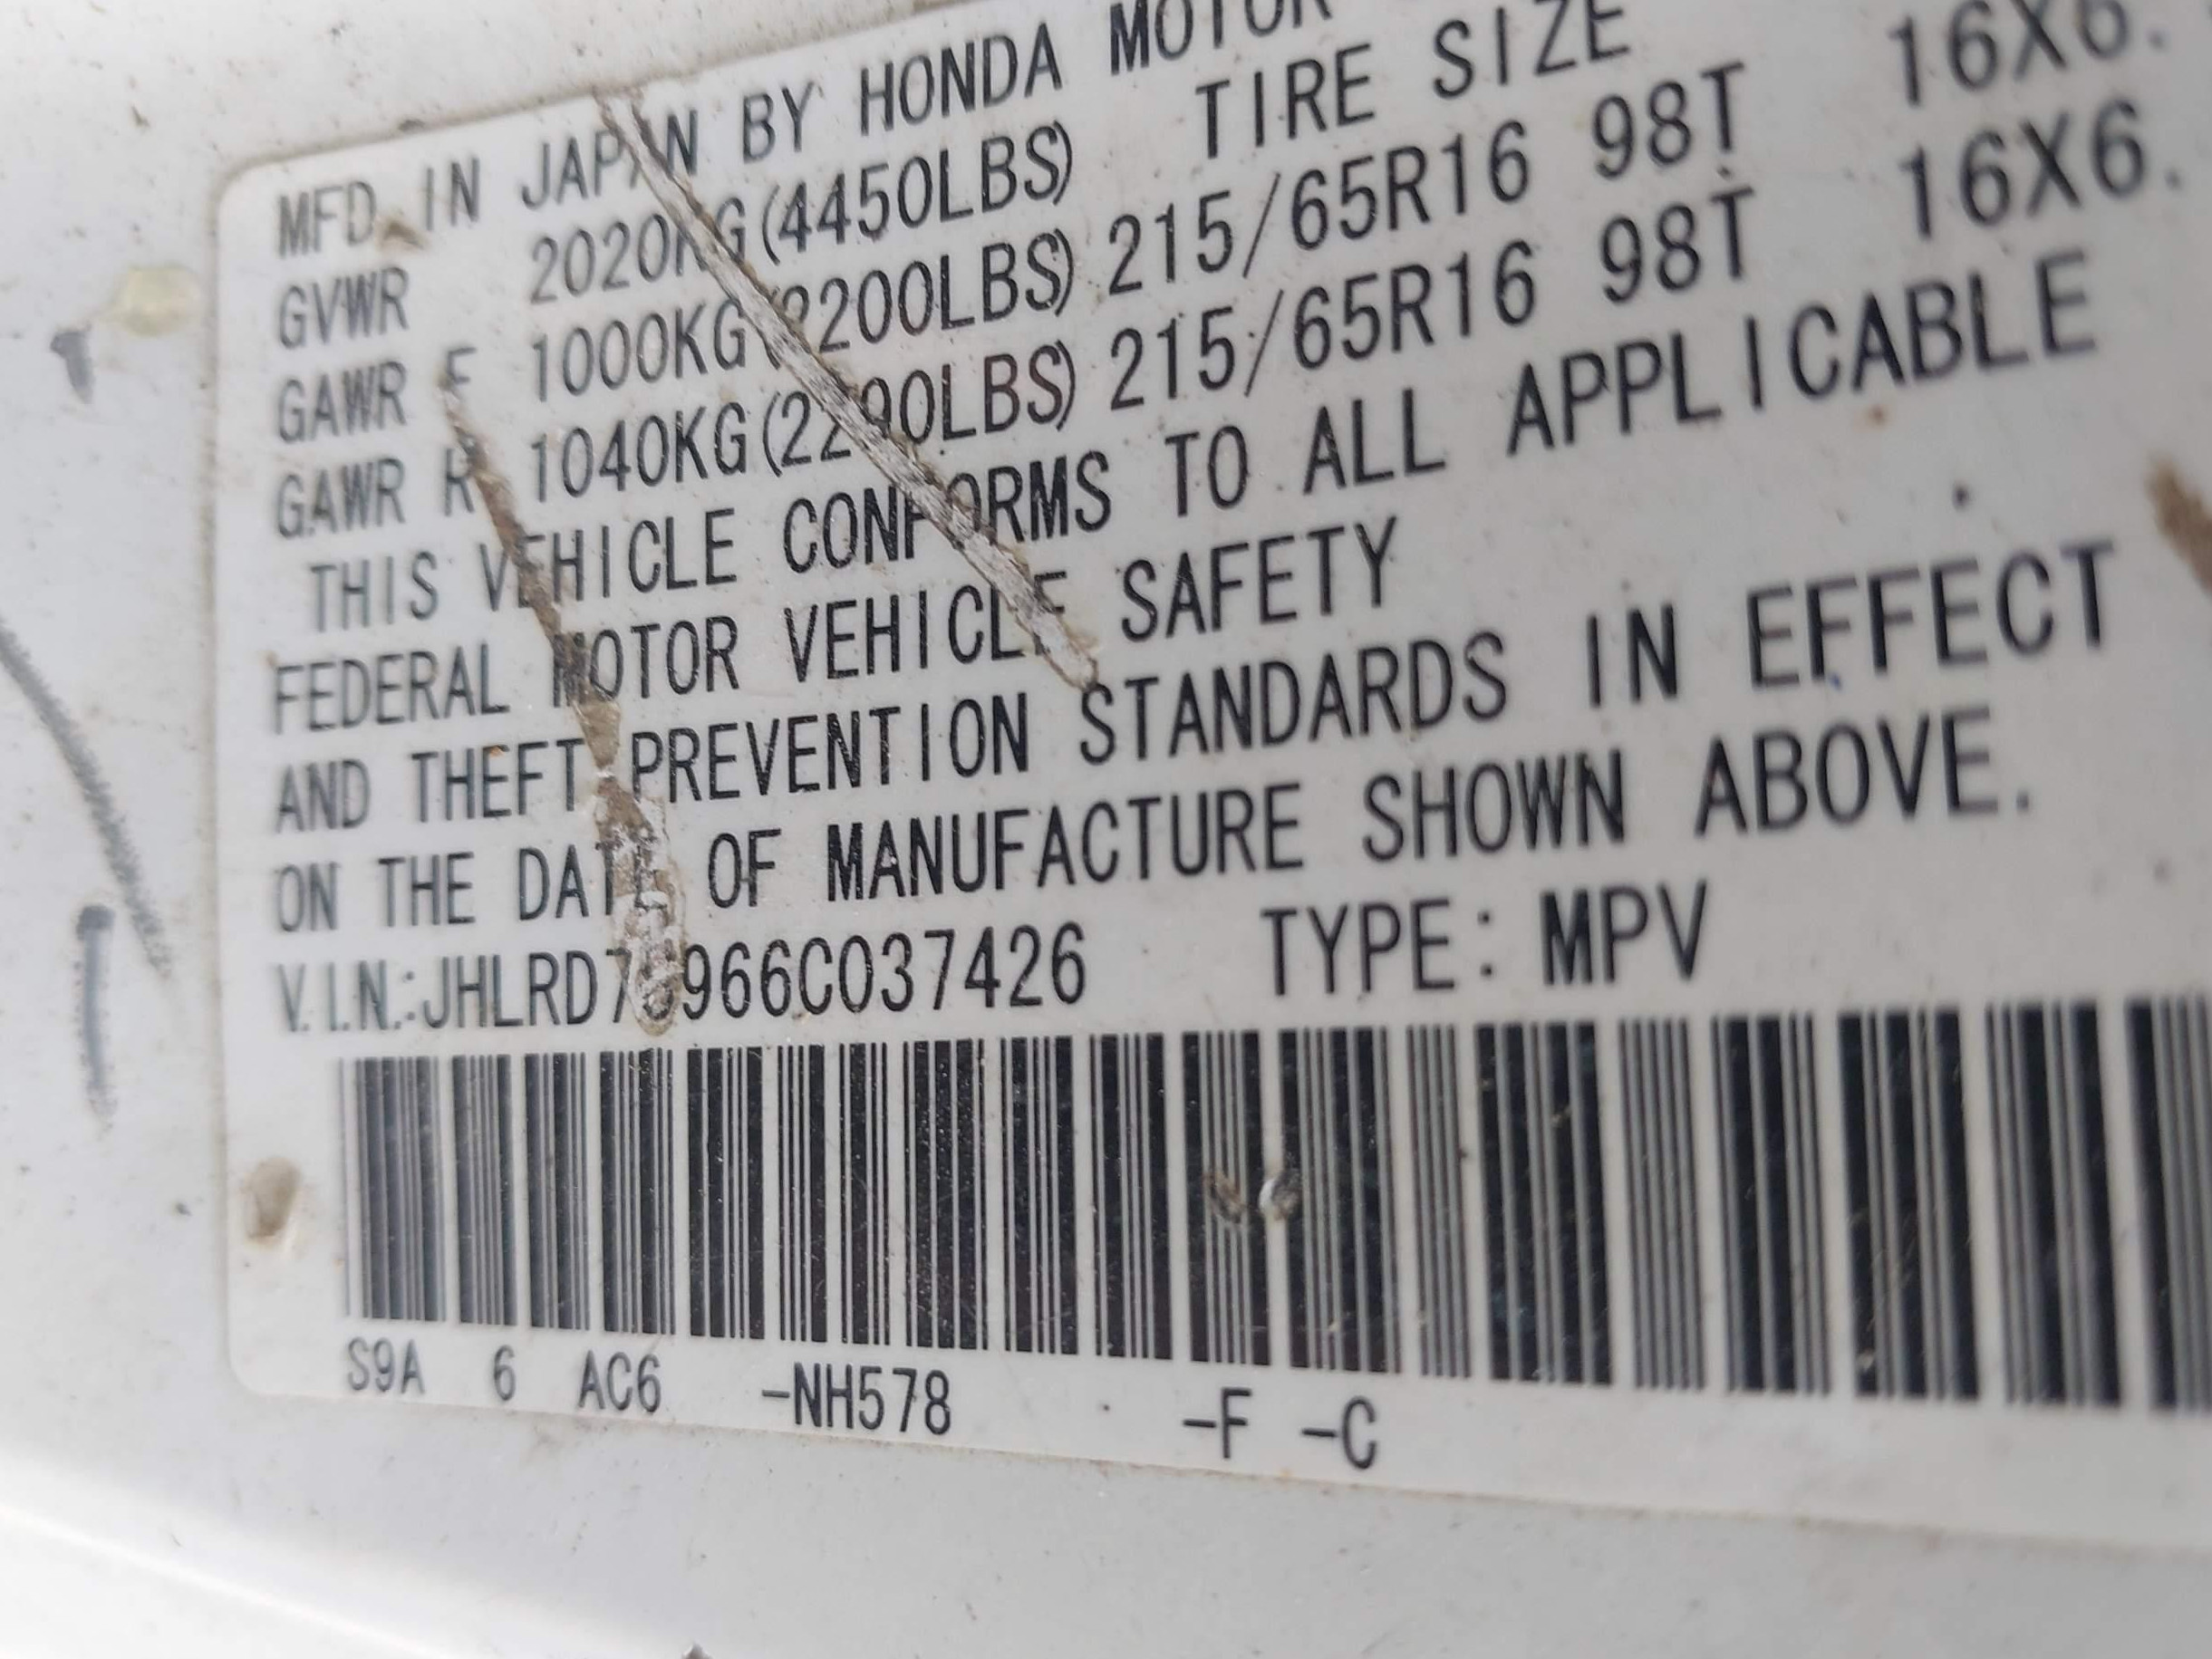 MFD. IN JAPAN BY HONDA MOTOR
GVWR 2020KG(4450LBS) TIRE SIZE
GAWR F 1000KG(2200LBS) 215/65R16 98T 16X6.
GAWR R 1040KG(2290LBS) 215/65R16 98T 16X6.
THIS VEHICLE CONFORMS TO ALL APPLICABLE
FEDERAL MOTOR VEHICLE SAFETY
AND THEFT PREVENTION STANDARDS IN EFFECT
ON THE DATE OF MANUFACTURE SHOWN ABOVE.
V.I.N.: TYPE: MPV
S9A 6 AC6 -NH578 -F -C